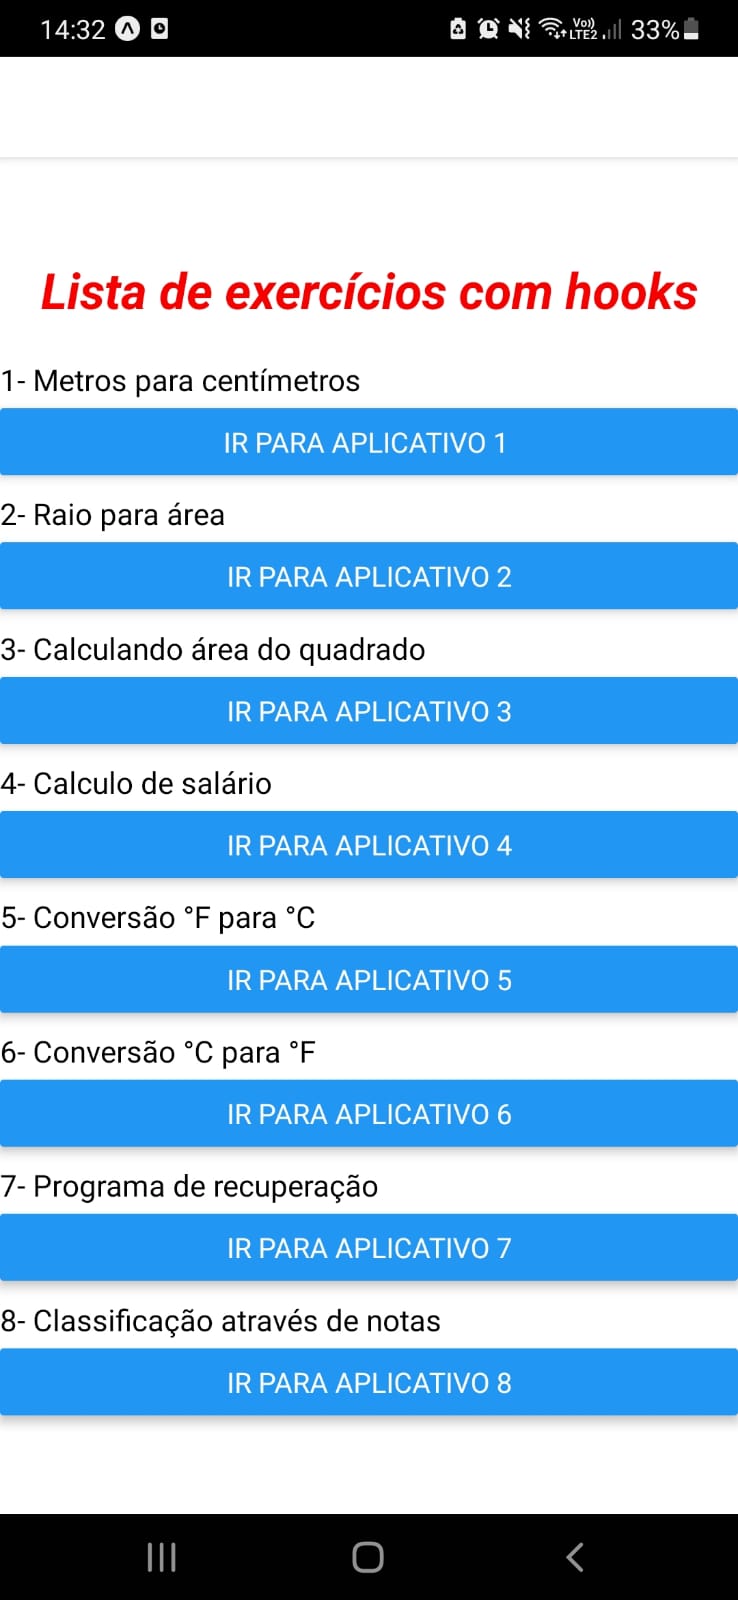 14:32
Vo))
LTE2
33%
Lista de exercícios com hooks
1- Metros para centímetros
IR PARA APLICATIVO 1
2- Raio para área
IR PARA APLICATIVO 2
3- Calculando área do quadrado
IR PARA APLICATIVO 3
4- Calculo de salário
IR PARA APLICATIVO 4
5- Conversão °F para °C
IR PARA APLICATIVO 5
6- Conversão °C para °F
IR PARA APLICATIVO 6
7- Programa de recuperação
IR PARA APLICATIVO 7
8- Classificação através de notas
IR PARA APLICATIVO 8